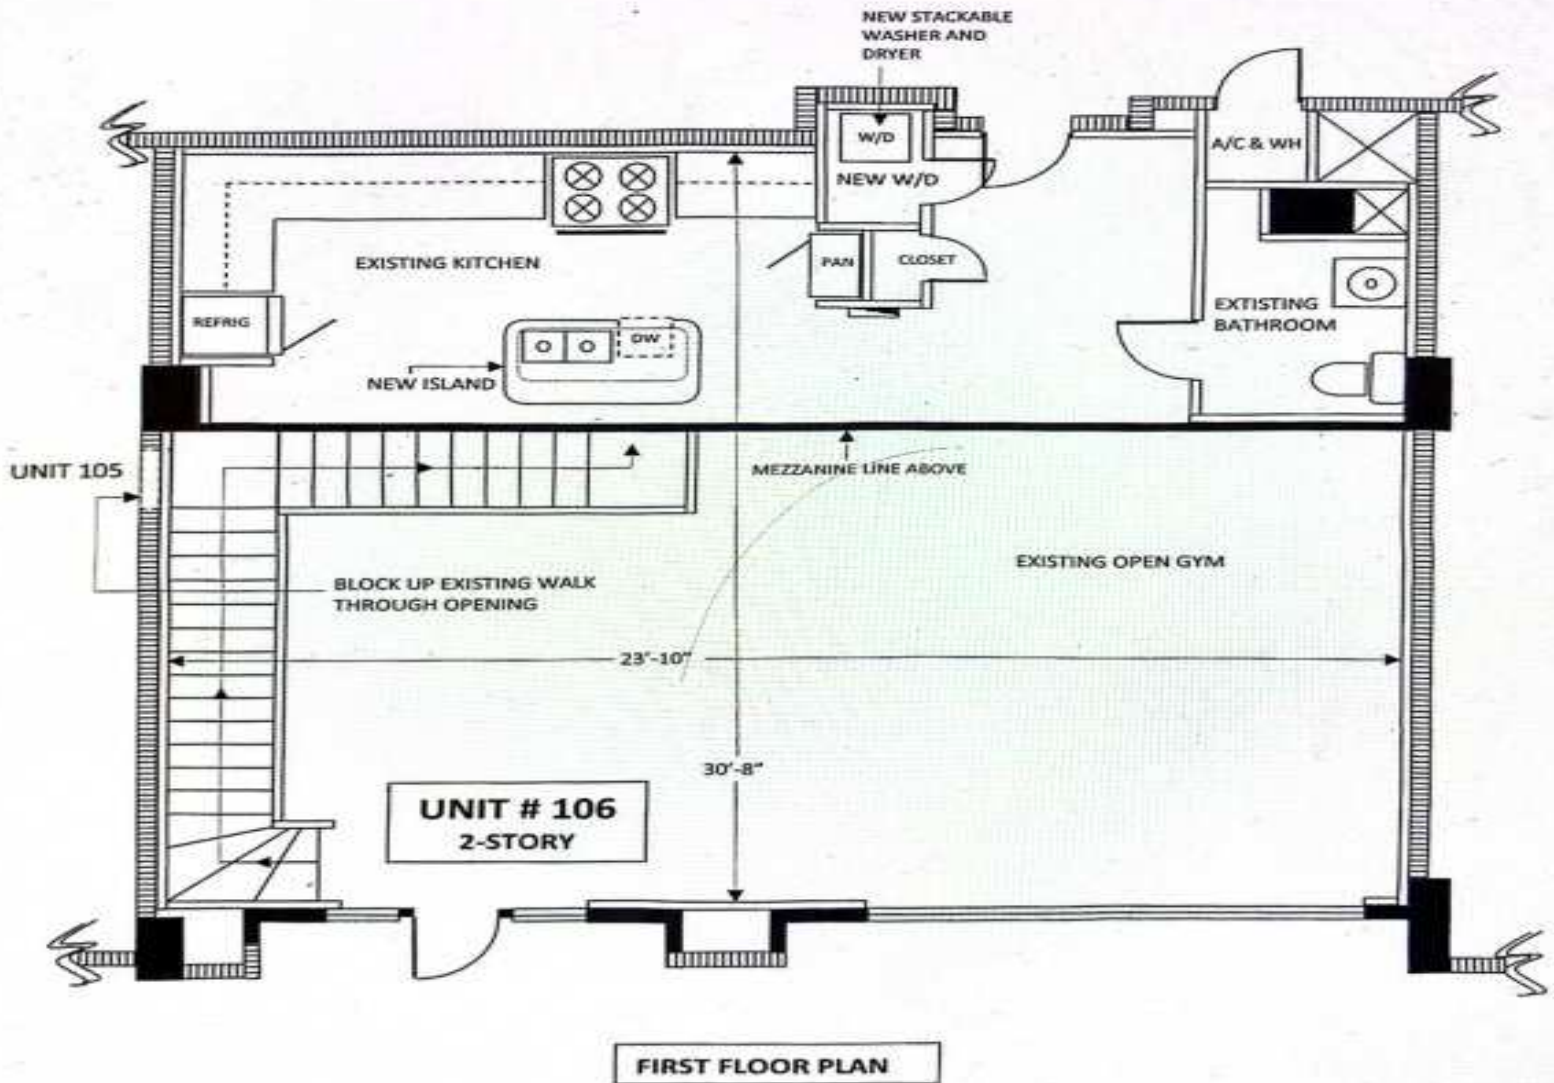 NEW STACKABLE
WASHER AND
DRYER
W/D
A/C & WH
NEW W/D
EXISTING KITCHEN
PAN
CLOSET
REFRIG
EXTISTING
BATHROOM
DW
NEW ISLAND
UNIT 105
MEZZANINE LINE ABOVE
EXISTING OPEN GYM
BLOCK UP EXISTING WALK
THROUGH OPENING
23'-10"
30'-8"
UNIT # 106
2-STORY
FIRST FLOOR PLAN